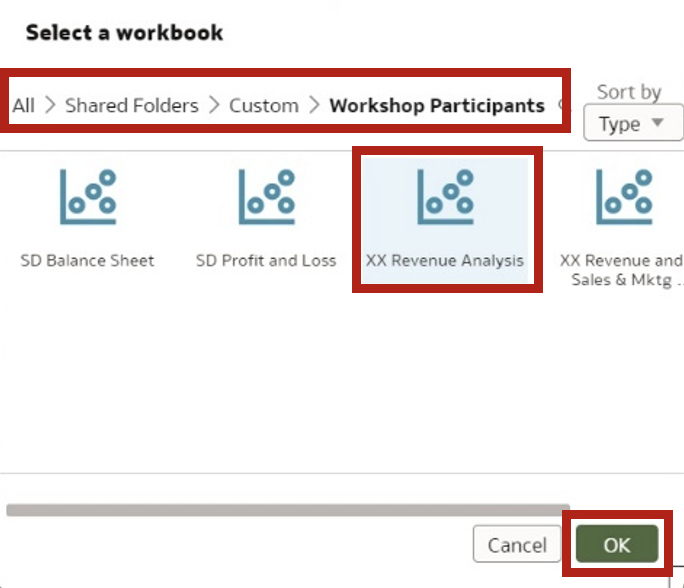 Select a workbook
All > Shared Folders > Custom > Workshop Participants
Sort by
Type
SD Balance Sheet
SD Profit and Loss
XX Revenue Analysis
XX Revenue and
Sales & Mktg ..
Cancel
OK